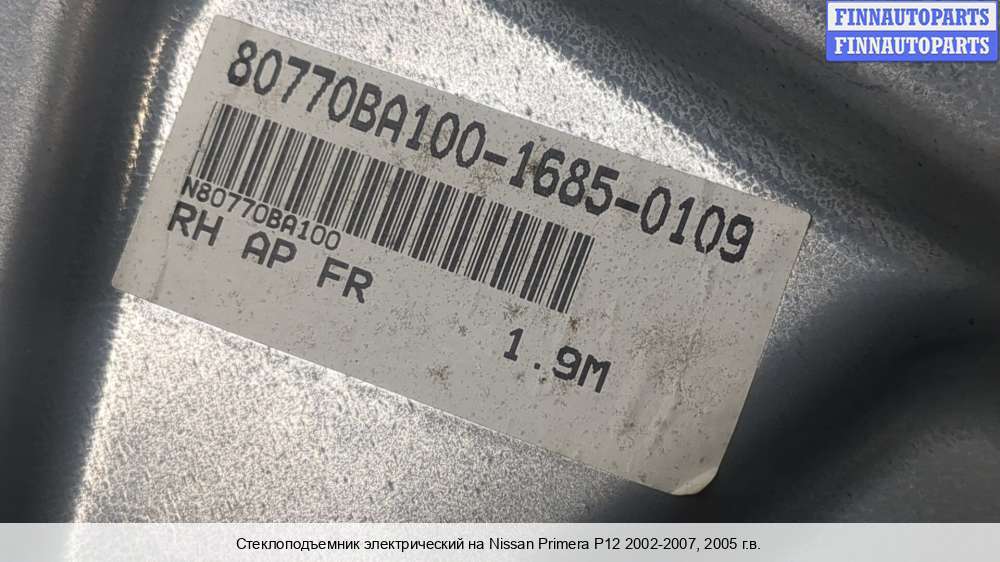 FINNAUTOPARTS
FINNAUTOPARTS
80770BA100-1685-0109
N80770BA100
RH AP FR
1.9M
Стеклоподъемник электрический на Nissan Primera P12 2002-2007, 2005 г.в.